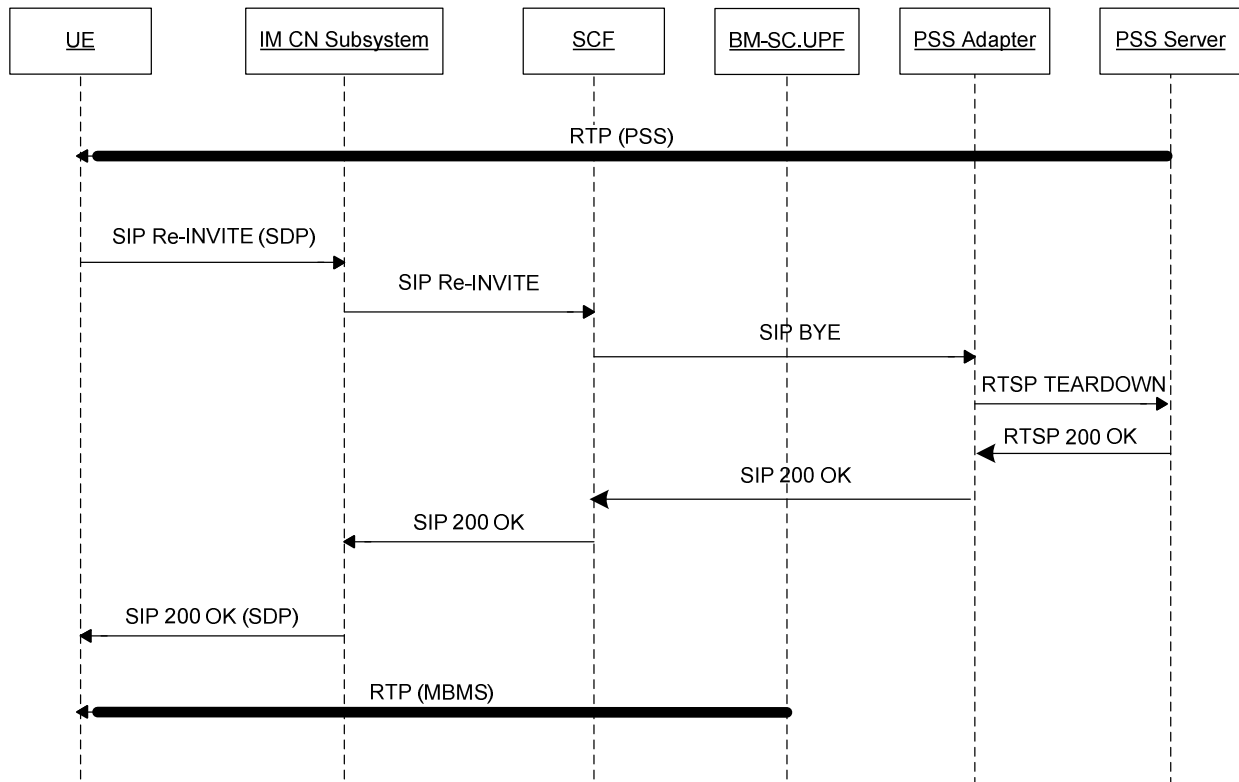 UE
IM CN Subsystem
SCF
BM-SC.UPF
PSS Adapter
PSS Server
RTP (PSS)
SIP Re-INVITE (SDP)
SIP Re-INVITE
SIP BYE
RTSP TEARDOWN
RTSP 200 OK
SIP 200 OK
SIP 200 OK
SIP 200 OK (SDP)
RTP (MBMS)